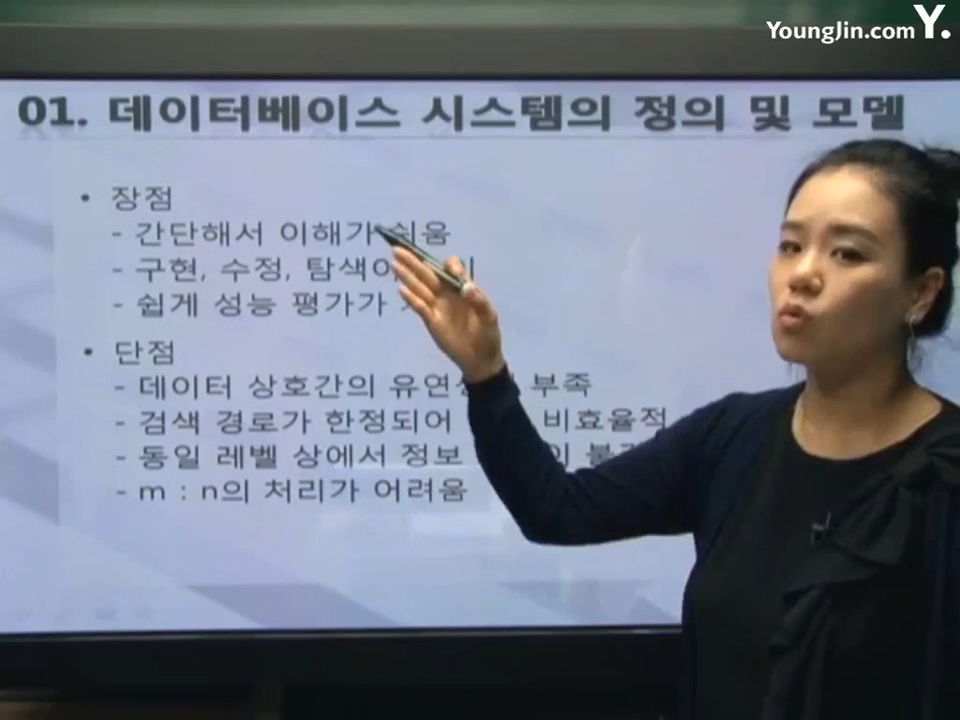 YoungJin.com Y.
01. 데이터베이스 시스템의 정의 및 모델
• 장점
- 간단해서 이해가 쉬움
- 구현, 수정, 탐색이
- 쉽게 성능 평가가
• 단점
- 데이터 상호간의 부족
- 검색 경로가 한정되어 비효율적
- 동일 레벨 상에서 정보
- m : n의 처리가 어려움